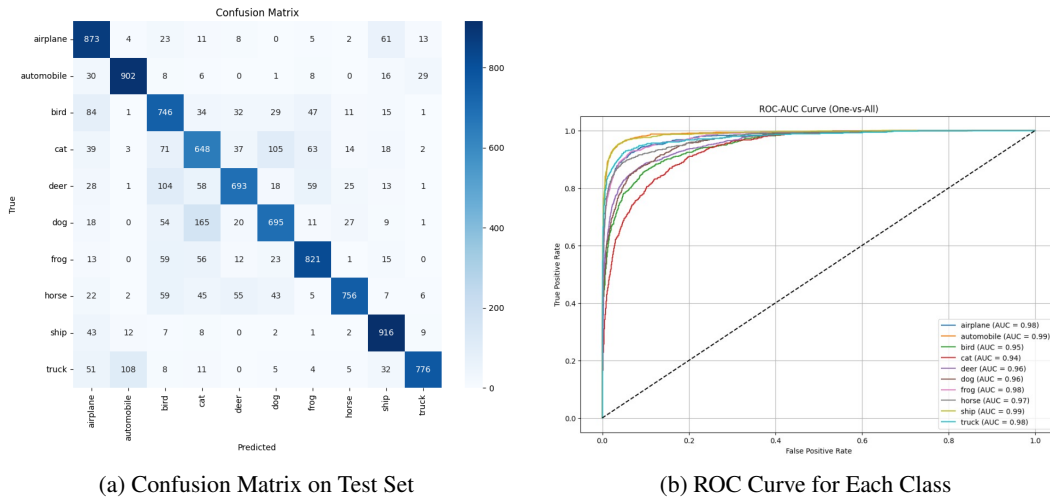 Confusion Matrix
True
airplane 873 4 23 11 8 0 5 2 61 13
automobile 30 902 8 6 0 1 8 0 16 29
bird 84 1 746 34 32 29 47 11 15 1
cat 39 3 71 648 37 105 63 14 18 2
deer 28 1 104 58 693 18 59 25 13 1
dog 18 0 54 165 20 695 11 27 9 1
frog 13 0 59 56 12 23 821 1 15 0
horse 22 2 59 45 55 43 5 756 7 6
ship 43 12 7 8 0 2 1 2 916 9
truck 51 108 8 11 0 5 4 5 32 776
airplane automobile bird cat deer dog frog horse ship truck
Predicted
800
600
400
200
0
(a) Confusion Matrix on Test Set
ROC-AUC Curve (One-vs-All)
True Positive Rate
1.0
0.8
0.6
0.4
0.2
0.0
airplane (AUC = 0.98)
automobile (AUC = 0.99)
bird (AUC = 0.95)
cat (AUC = 0.94)
deer (AUC = 0.96)
dog (AUC = 0.96)
frog (AUC = 0.98)
horse (AUC = 0.97)
ship (AUC = 0.99)
truck (AUC = 0.98)
0.0 0.2 0.4 0.6 0.8 1.0
False Positive Rate
(b) ROC Curve for Each Class